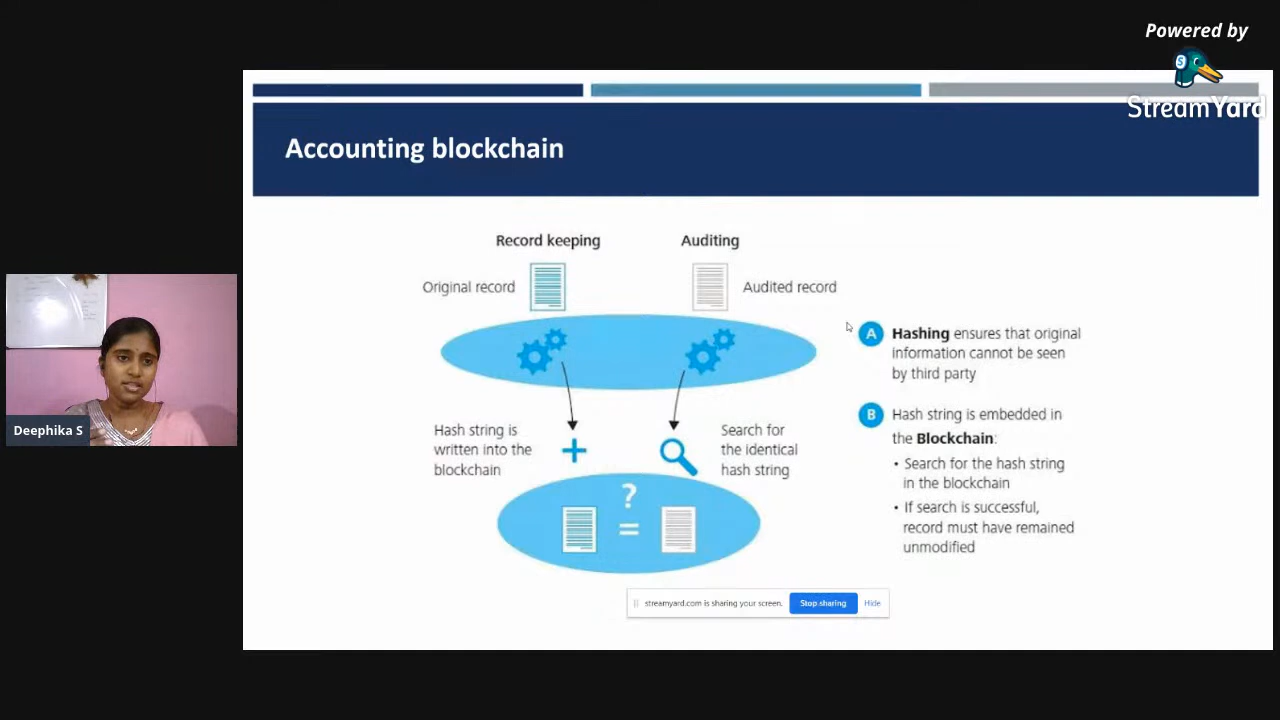 Powered by
StreamYard
Accounting blockchain
Record keeping
Auditing
Original record
Audited record
A
Hashing ensures that original
information cannot be seen
by third party
B
Hash string is embedded in
the Blockchain:
• Search for the hash string
in the blockchain
• If search is successful,
record must have remained
unmodified
Hash string is
written into the
blockchain
+
Search for
the identical
hash string
?
=
streamyard.com is sharing your screen.
Stop sharing
Hide
Deephika S